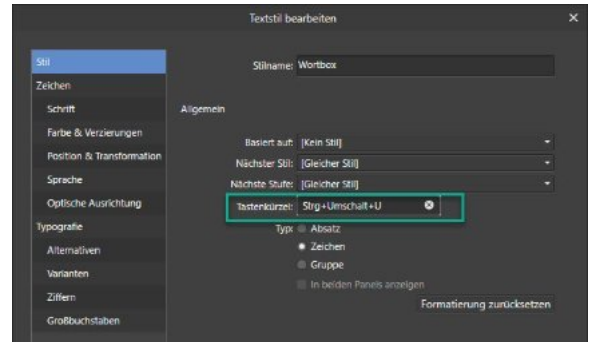 Textstil bearbeiten
Stil
Stilname: Wortbox
Zeichen
Schrift
Allgemein
Farbe & Verzierungen
Basiert auf: [Kein Stil]
Position & Transformation
Nächster Stil: [Gleicher Stil]
Sprache
Nächste Stufe: [Gleicher Stil]
Optische Ausrichtung
Tastenkürzel: Strg+Umschalt+U
Typografie
Typ: Absatz
Alternativen
Zeichen
Varianten
Gruppe
In beiden Panels anzeigen
Ziffern
Formatierung zurücksetzen
Großbuchstaben